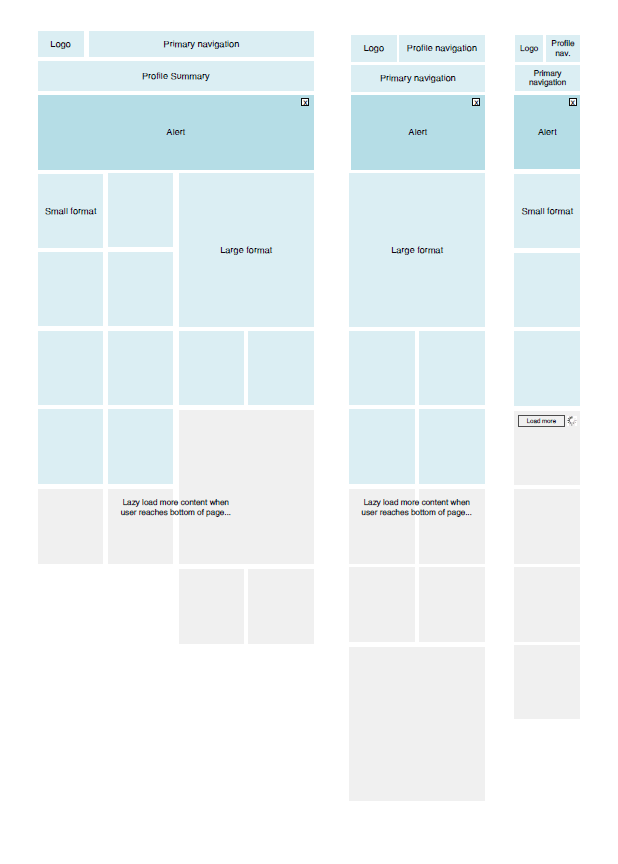 Logo
Primary navigation
Profile Summary
x
Alert
Small format
Large format
Lazy load more content when
user reaches bottom of page...
Logo
Profile navigation
Primary navigation
x
Alert
Large format
Lazy load more content when
user reaches bottom of page...
Logo
Profile
nav.
Primary
navigation
x
Alert
Small format
Load more